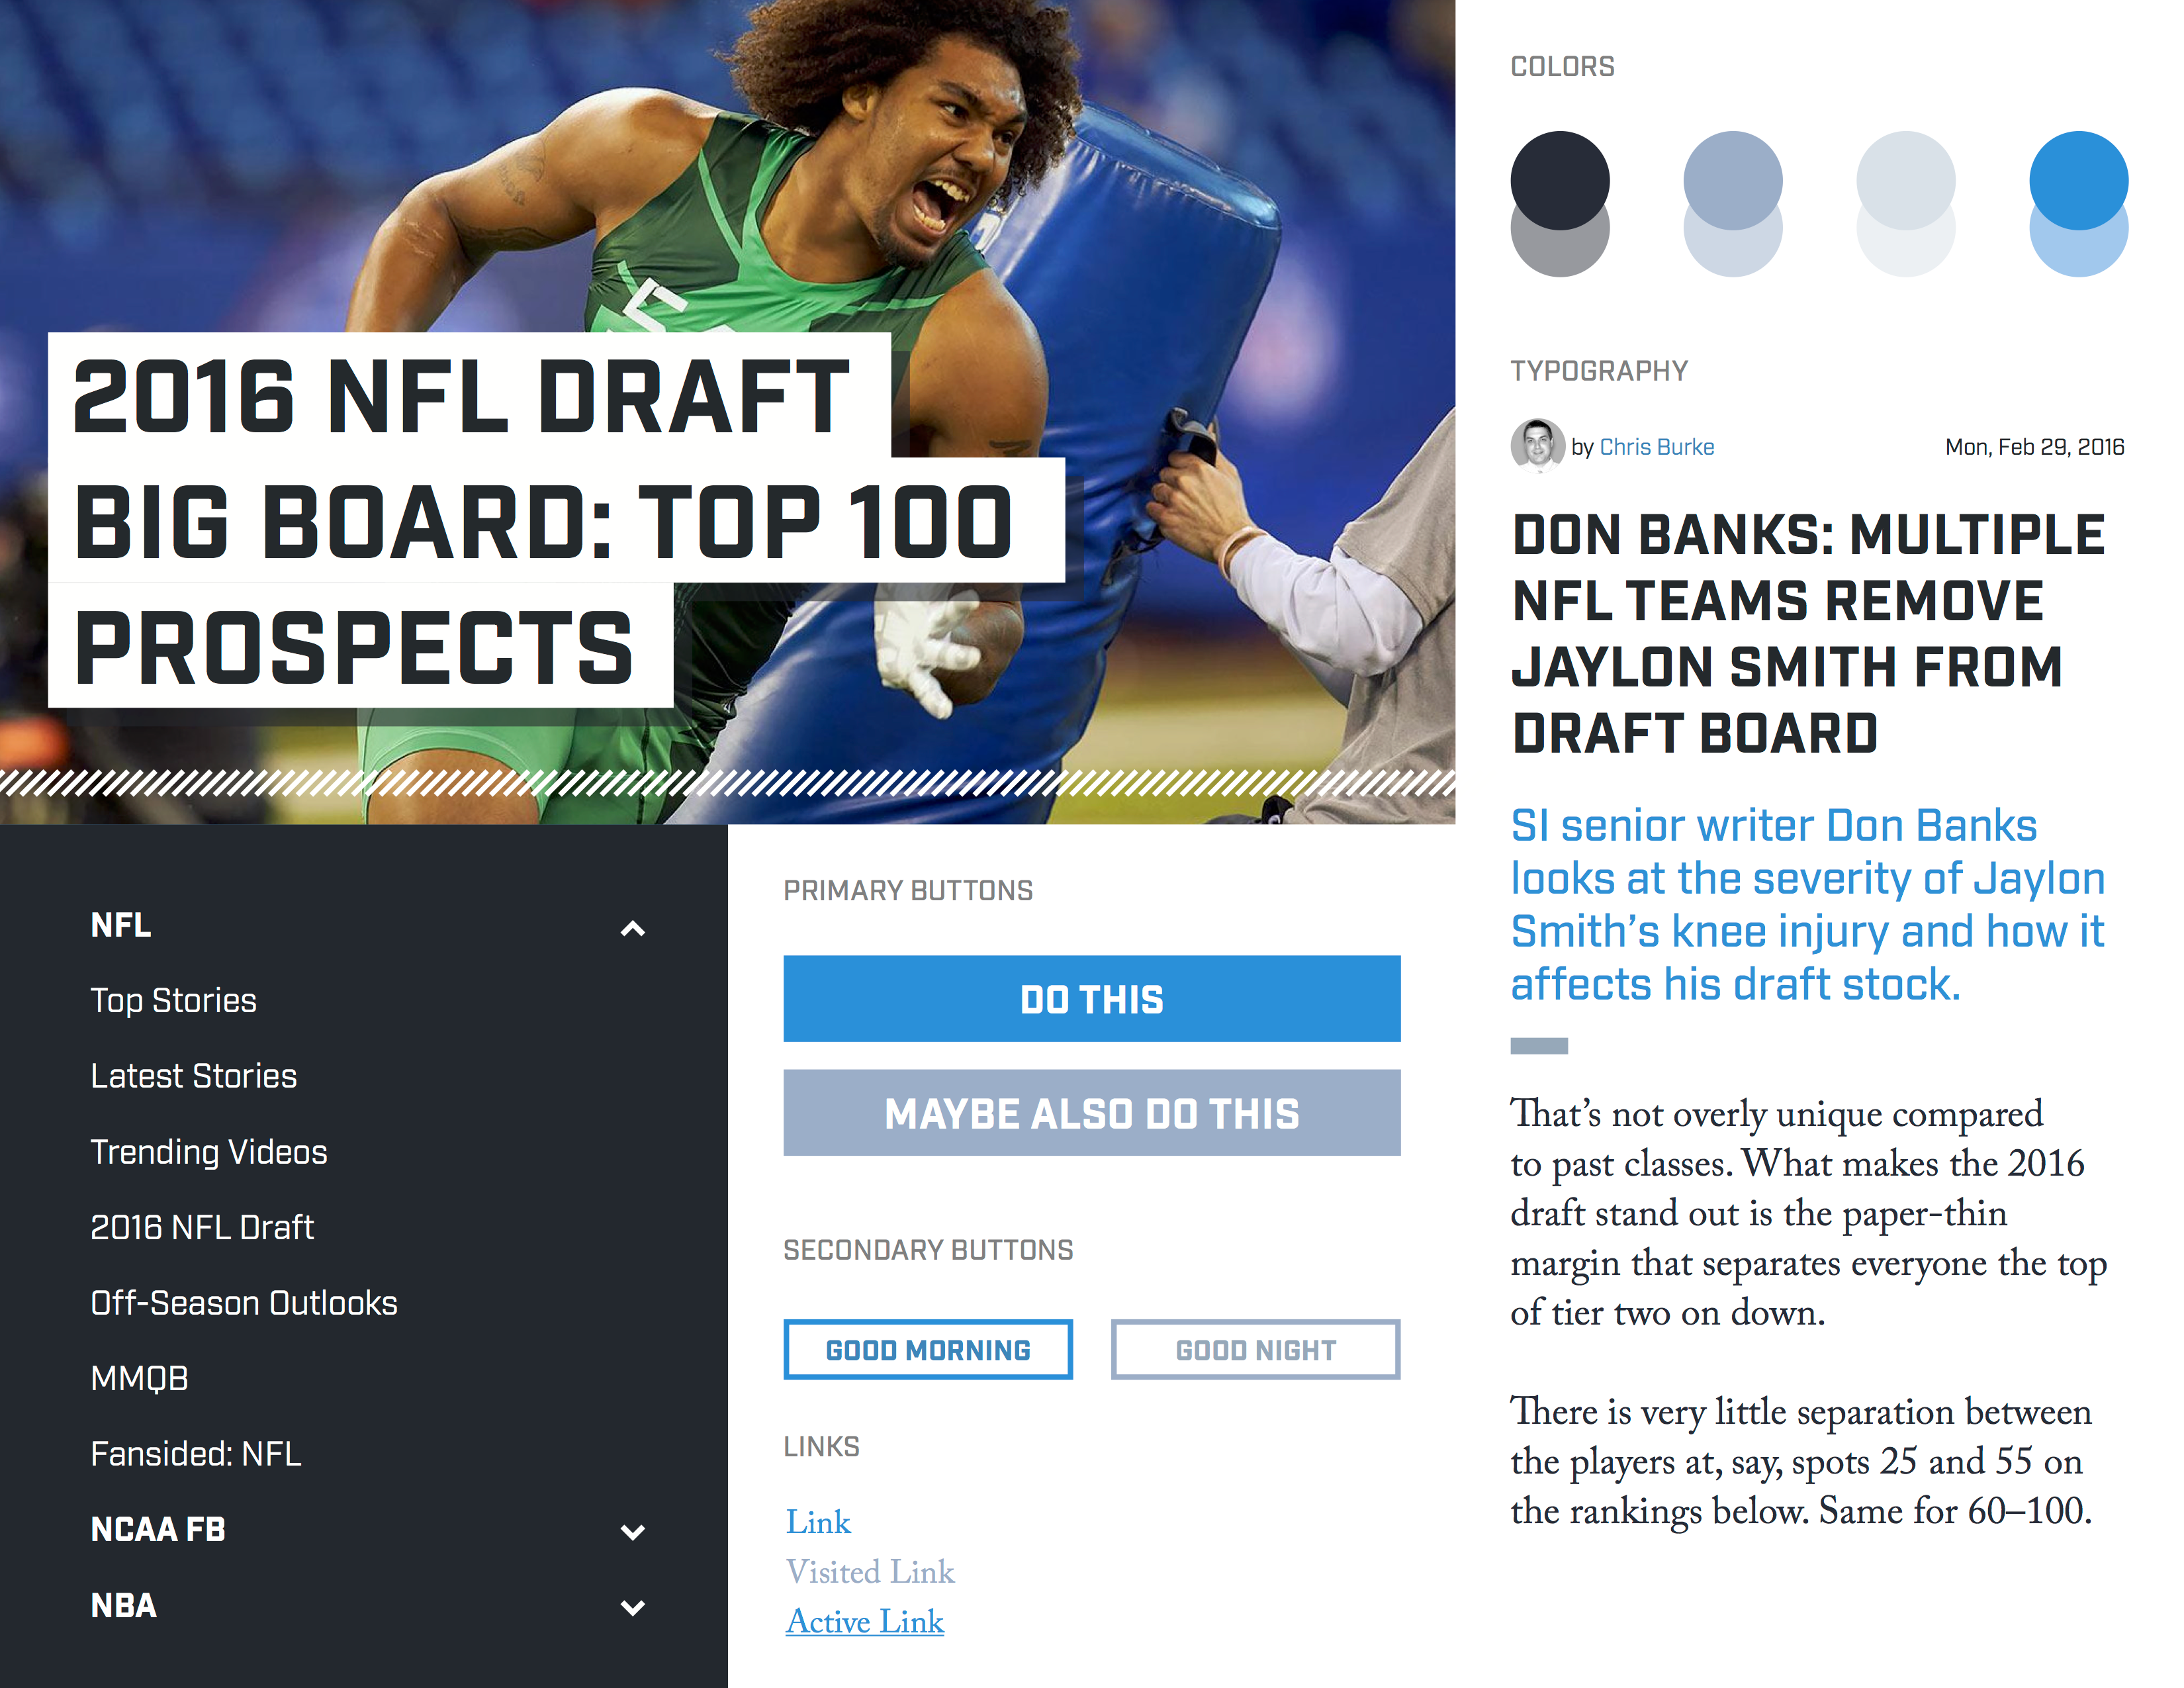 2016 NFL DRAFT
BIG BOARD: TOP 100
PROSPECTS
NFL
Top Stories
Latest Stories
Trending Videos
2016 NFL Draft
Off-Season Outlooks
MMQB
Fansided: NFL
NCAA FB
NBA
PRIMARY BUTTONS
DO THIS
MAYBE ALSO DO THIS
SECONDARY BUTTONS
GOOD MORNING
GOOD NIGHT
LINKS
Link
Visited Link
Active Link
COLORS
TYPOGRAPHY
by Chris Burke
Mon, Feb 29, 2016
DON BANKS: MULTIPLE
NFL TEAMS REMOVE
JAYLON SMITH FROM
DRAFT BOARD
SI senior writer Don Banks
looks at the severity of Jaylon
Smith’s knee injury and how it
affects his draft stock.
That’s not overly unique compared
to past classes. What makes the 2016
draft stand out is the paper-thin
margin that separates everyone the top
of tier two on down.
There is very little separation between
the players at, say, spots 25 and 55 on
the rankings below. Same for 60–100.